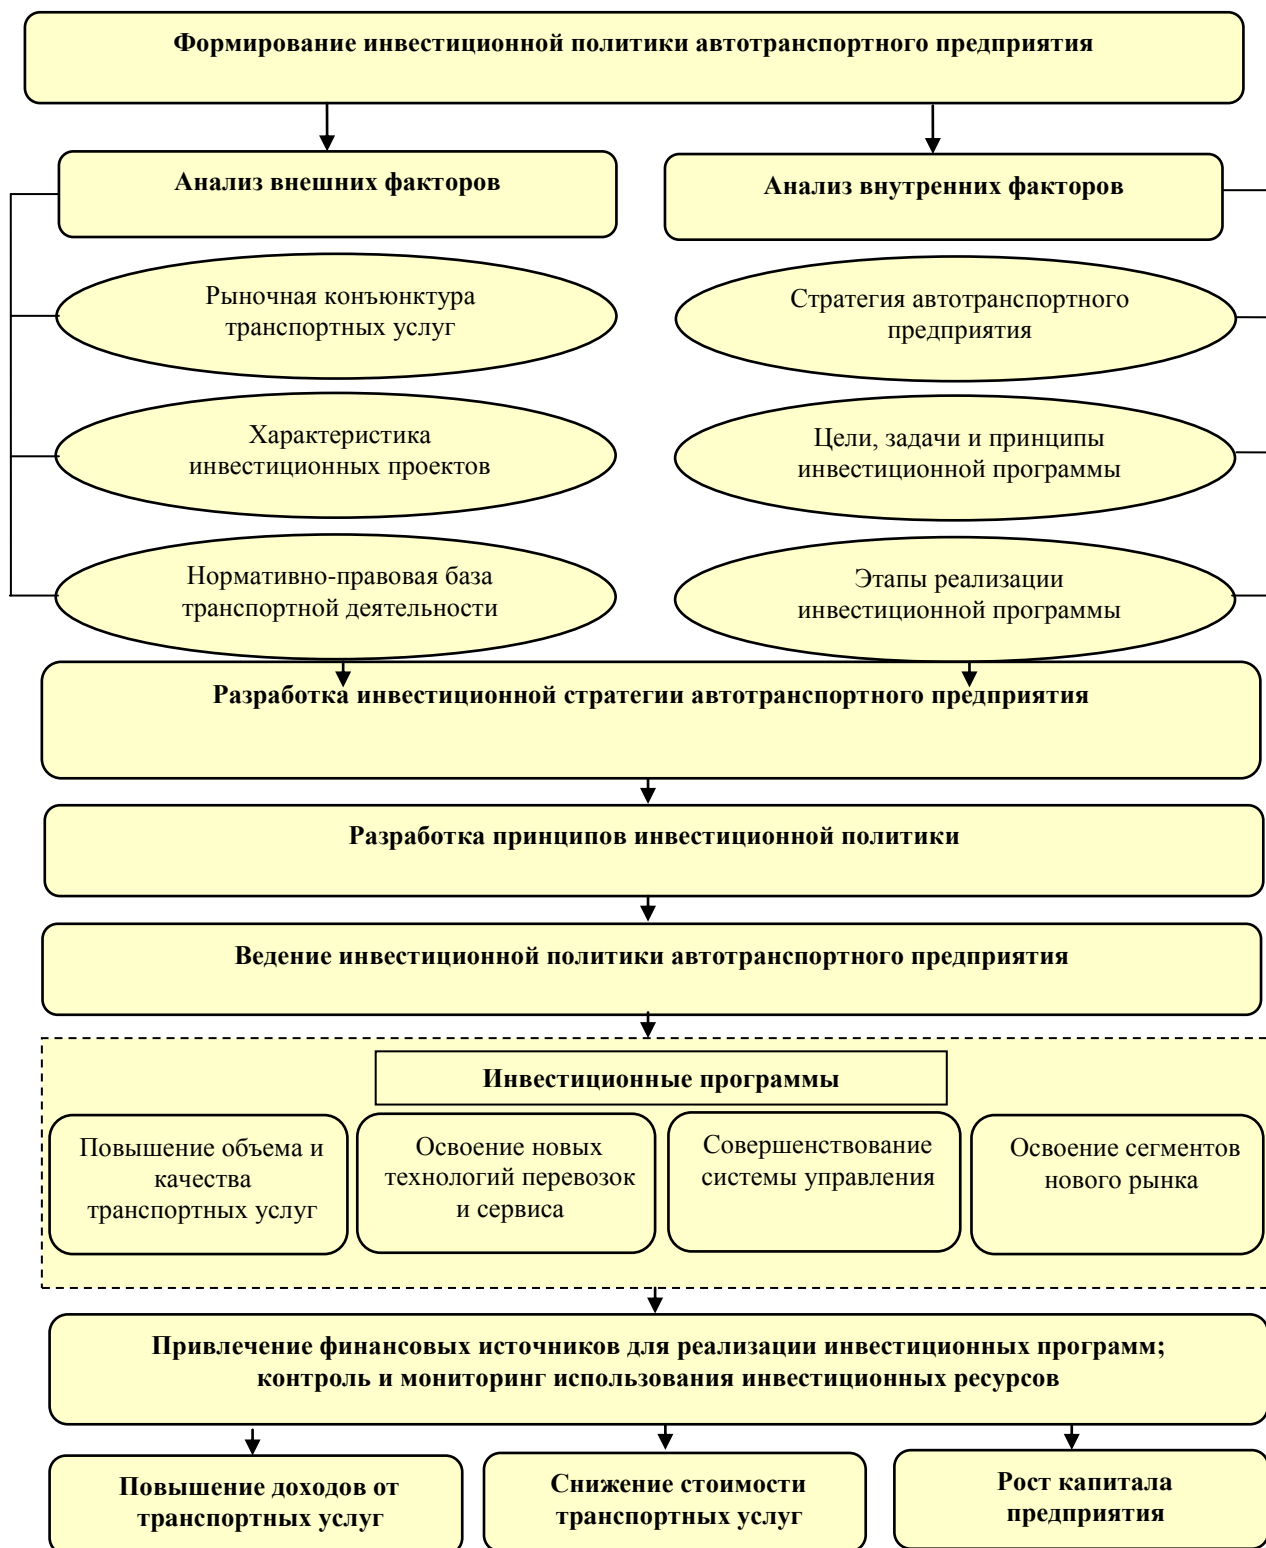 Формирование инвестиционной политики автотранспортного предприятия
Анализ внешних факторов
Рыночная конъюнктура
транспортных услуг
Характеристика
инвестиционных проектов
Нормативно-правовая база
транспортной деятельности
Анализ внутренних факторов
Стратегия автотранспортного
предприятия
Цели, задачи и принципы
инвестиционной программы
Этапы реализации
инвестиционной программы
Разработка инвестиционной стратегии автотранспортного предприятия
Разработка принципов инвестиционной политики
Ведение инвестиционной политики автотранспортного предприятия
Инвестиционные программы
Повышение объема и
качества
транспортных услуг
Освоение новых
технологий перевозок
и сервиса
Совершенствование
системы управления
Освоение сегментов
нового рынка
Привлечение финансовых источников для реализации инвестиционных программ;
контроль и мониторинг использования инвестиционных ресурсов
Повышение доходов от
транспортных услуг
Снижение стоимости
транспортных услуг
Рост капитала
предприятия